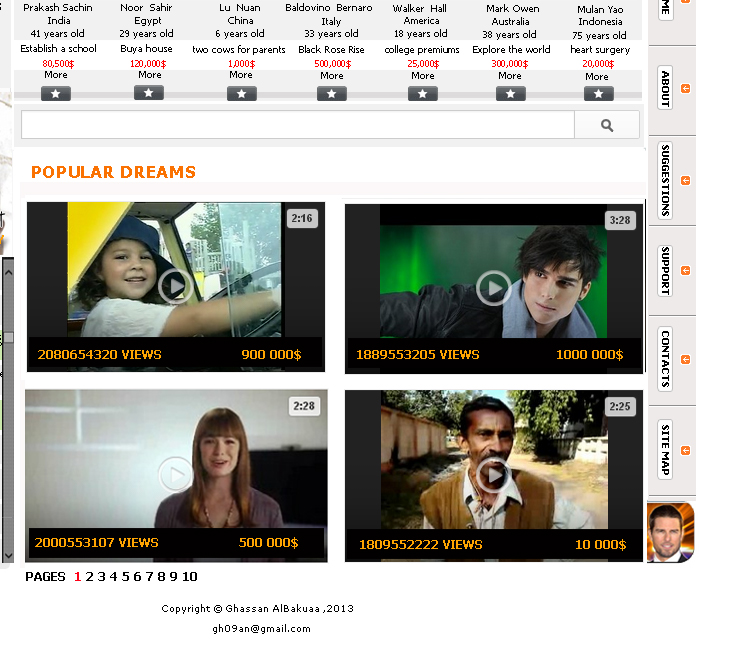 Prakash Sachin
India
41 years old
Establish a school
80,500$
More
Noor Sahir
Egypt
29 years old
Buya house
120,000$
More
Lu Nuan
China
6 years old
two cows for parents
1,000$
More
Baldovino Bernaro
Italy
33 years old
Black Rose Rise
500,000$
More
Walker Hall
America
18 years old
college premiums
25,000$
More
Mark Owen
Australia
38 years old
Explore the world
300,000$
More
Mulan Yao
Indonesia
75 years old
heart surgery
20,000$
More
POPULAR DREAMS
2:16
2080654320 VIEWS 900 000$
3:28
1889553205 VIEWS 1000 000$
2:28
2000553107 VIEWS 500 000$
2:25
1809552222 VIEWS 10 000$
PAGES 1 2 3 4 5 6 7 8 9 10
Copyright © Ghassan AlBakuaa ,2013
gh09an@gmail.com
ME
ABOUT
SUGGESTIONS
SUPPORT
CONTACTS
SITE MAP